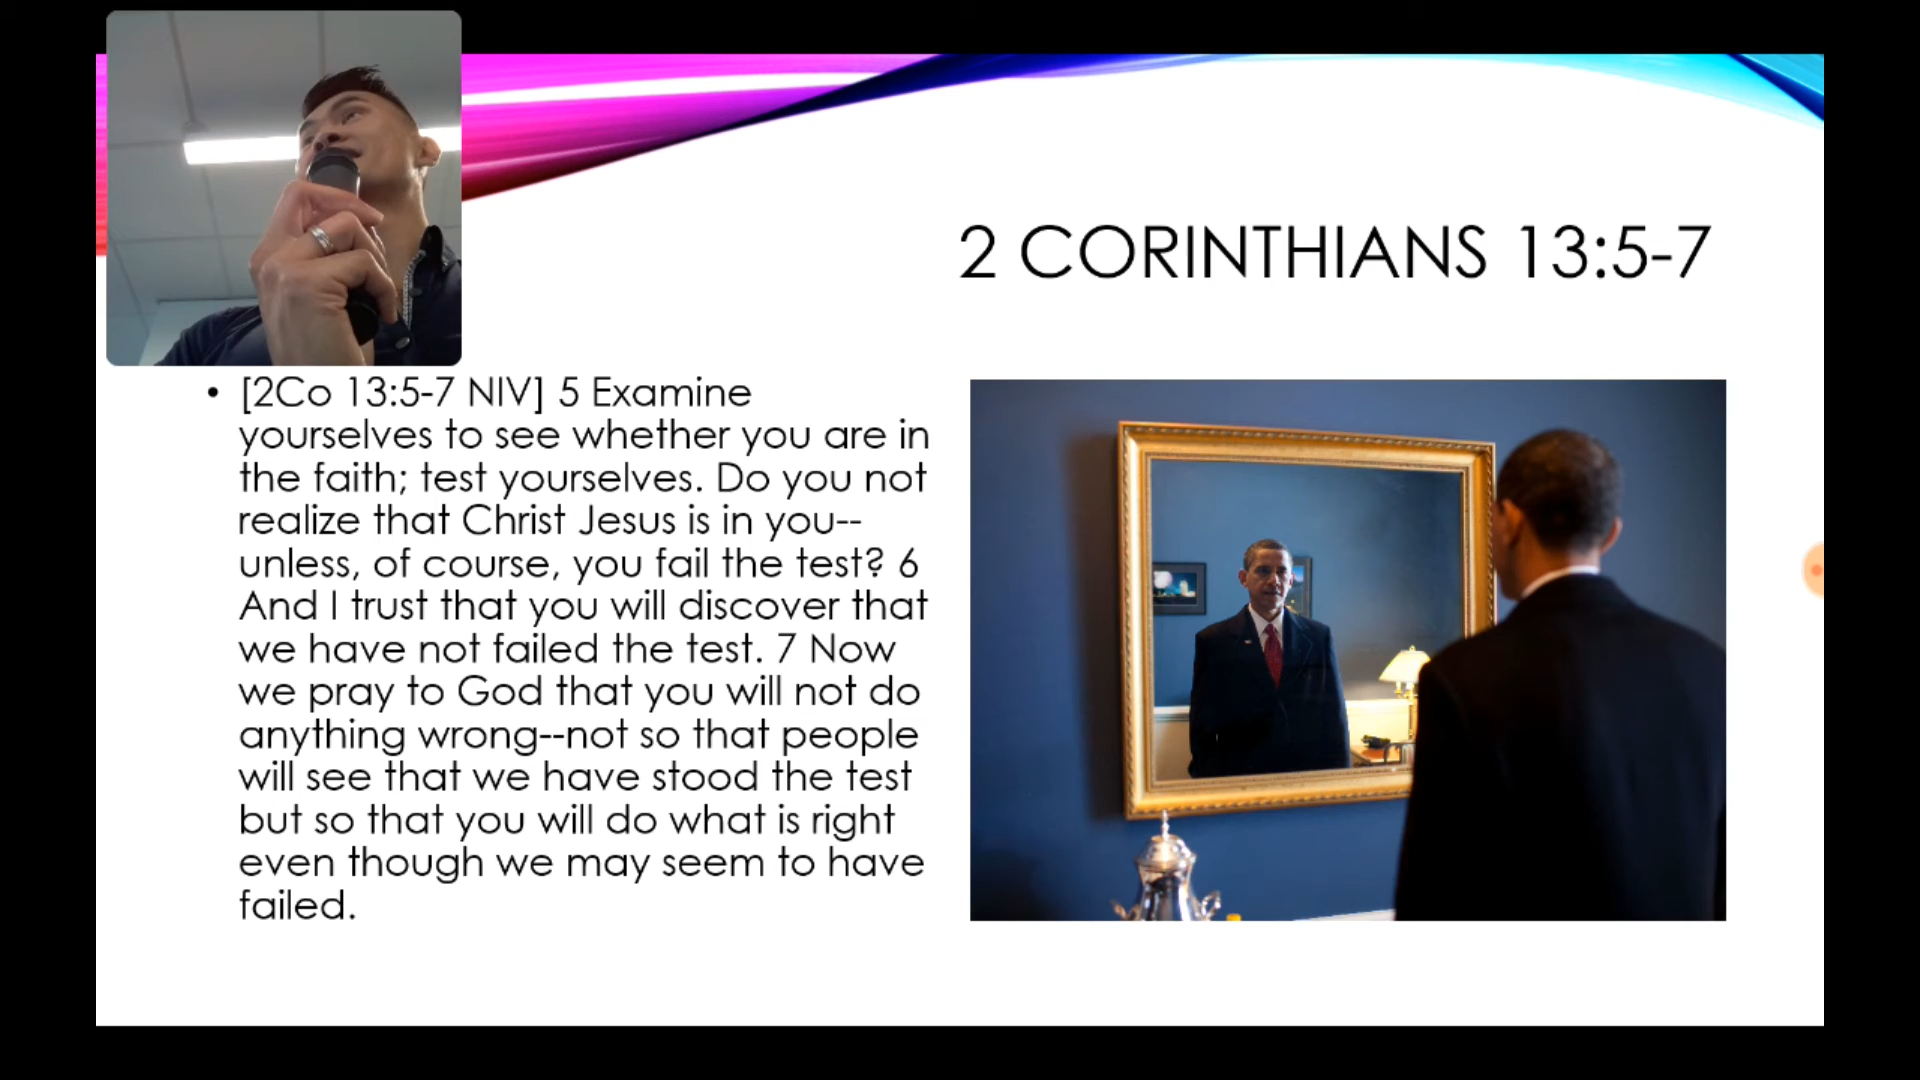 2 CORINTHIANS 13:5-7
• [2Co 13:5-7 NIV] 5 Examine
yourselves to see whether you are in
the faith; test yourselves. Do you not
realize that Christ Jesus is in you--
unless, of course, you fail the test? 6
And I trust that you will discover that
we have not failed the test. 7 Now
we pray to God that you will not do
anything wrong--not so that people
will see that we have stood the test
but so that you will do what is right
even though we may seem to have
failed.